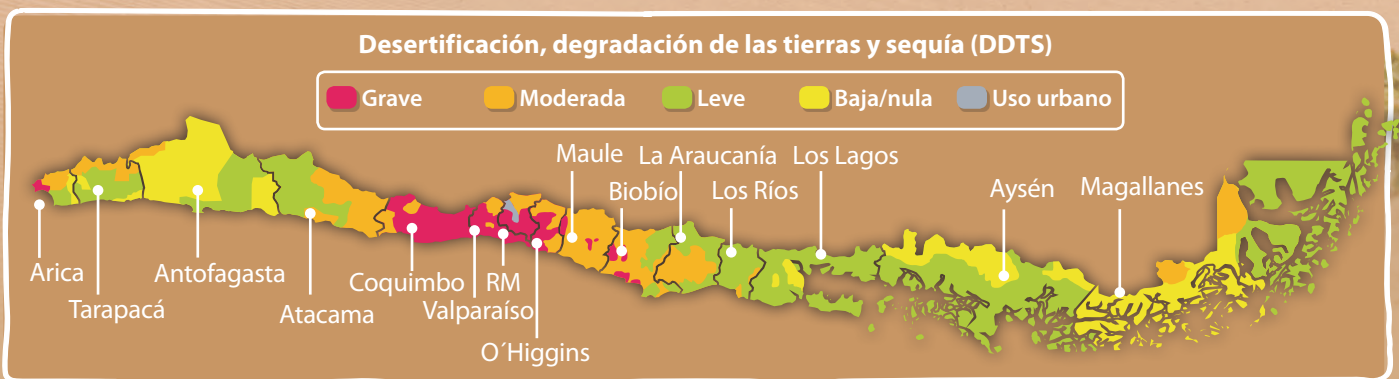 Desertificación, degradación de las tierras y sequía (DDTS)
Grave Moderada Leve Baja/nula Uso urbano
Maule La Araucanía Los Lagos
Biobío Los Ríos Aysén Magallanes
Arica Antofagasta Coquimbo RM
Tarapacá Atacama Valparaíso
O´Higgins